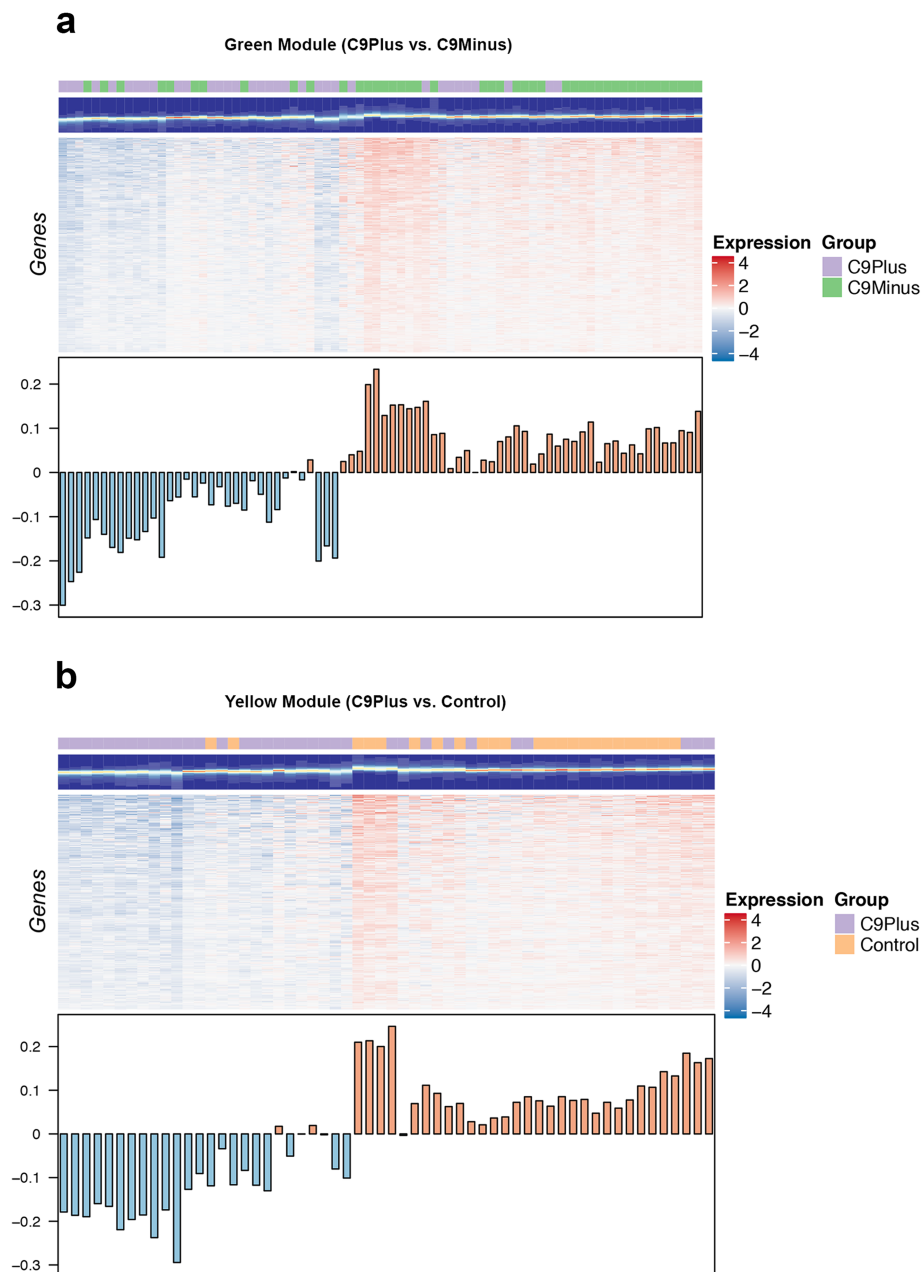 a
Green Module (C9Plus vs. C9Minus)
Genes
Expression Group
4 C9Plus
2 C9Minus
0
−2
−4
0.2
0.1
0
−0.1
−0.2
−0.3
b
Yellow Module (C9Plus vs. Control)
Genes
Expression Group
4 C9Plus
2 Control
0
−2
−4
0.2
0.1
0
−0.1
−0.2
−0.3